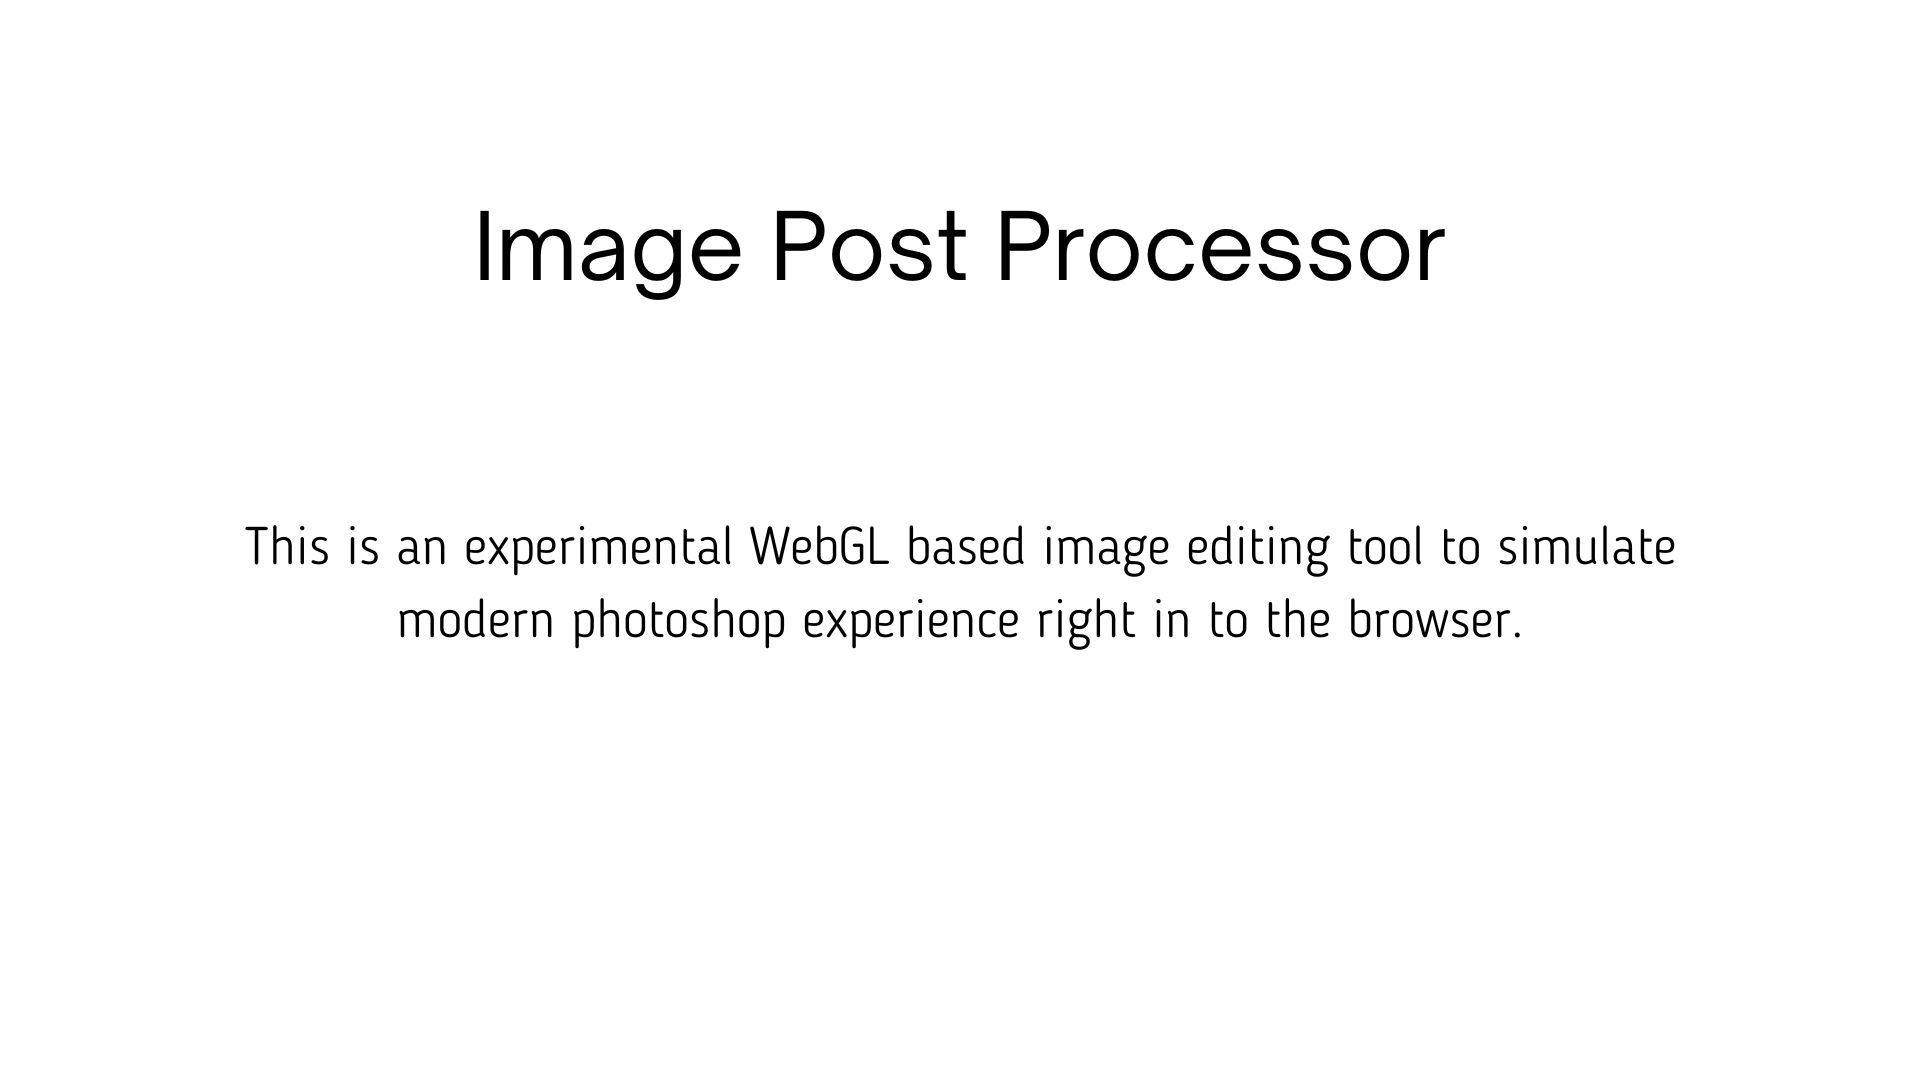 Image Post Processor
This is an experimental WebGL based image editing tool to simulate
modern photoshop experience right in to the browser.